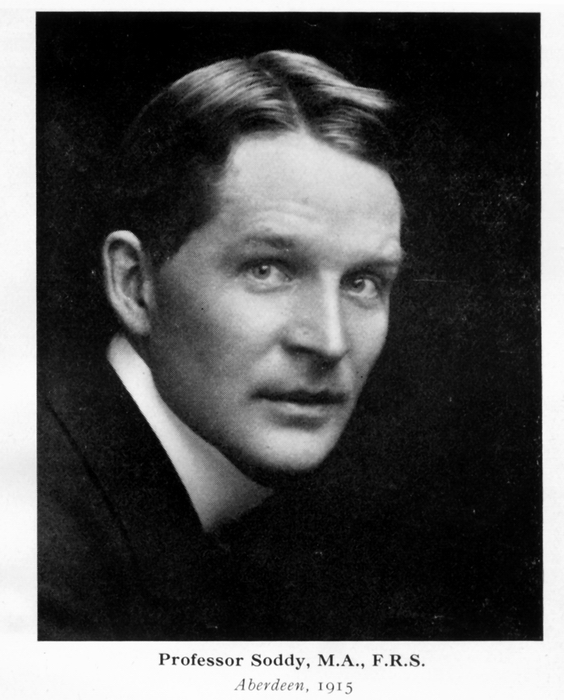 Professor Soddy, M.A., F.R.S.
Aberdeen, 1915